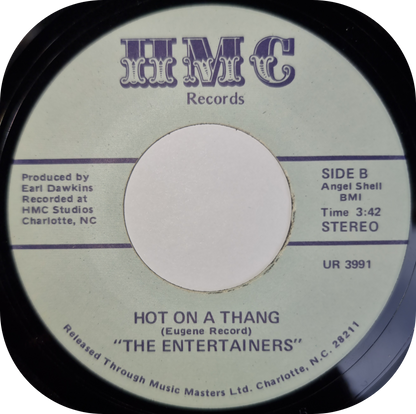 HMC
Records
Produced by
Earl Dawkins
Recorded at
HMC Studios
Charlotte, NC
SIDE B
Angel Shell
BMI
Time 3:42
STEREO
UR 3991
HOT ON A THANG
(Eugene Record)
"THE ENTERTAINERS"
Released Through Music Masters Ltd. Charlotte, N.C. 28211